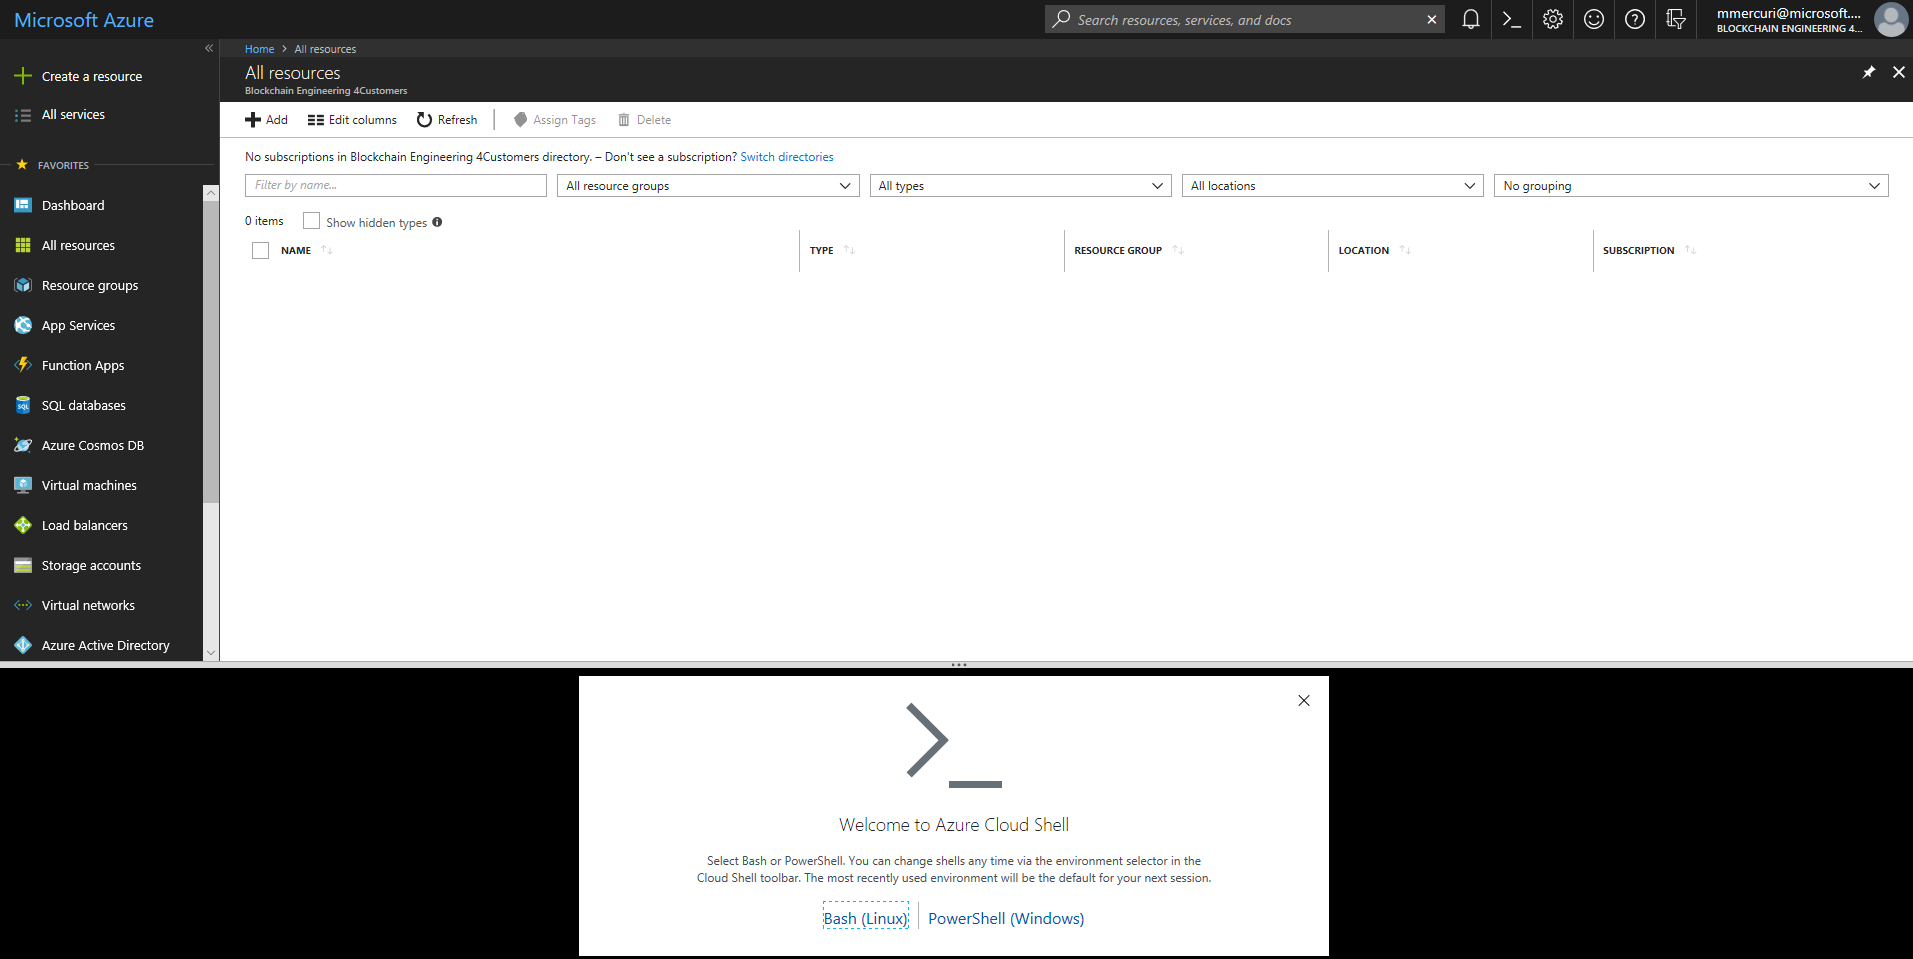 Microsoft Azure
Search resources, services, and docs
mmercuri@microsoft....
BLOCKCHAIN ENGINEERING 4...
Home > All resources
All resources
Blockchain Engineering 4Customers
Create a resource
All services
FAVORITES
Dashboard
All resources
Resource groups
App Services
Function Apps
SQL databases
Azure Cosmos DB
Virtual machines
Load balancers
Storage accounts
Virtual networks
Azure Active Directory
Add Edit columns Refresh Assign Tags Delete
No subscriptions in Blockchain Engineering 4Customers directory. – Don't see a subscription? Switch directories
Filter by name... All resource groups All types All locations No grouping
0 items Show hidden types
NAME TYPE RESOURCE GROUP LOCATION SUBSCRIPTION
Welcome to Azure Cloud Shell
Select Bash or PowerShell. You can change shells any time via the environment selector in the
Cloud Shell toolbar. The most recently used environment will be the default for your next session.
Bash (Linux) PowerShell (Windows)